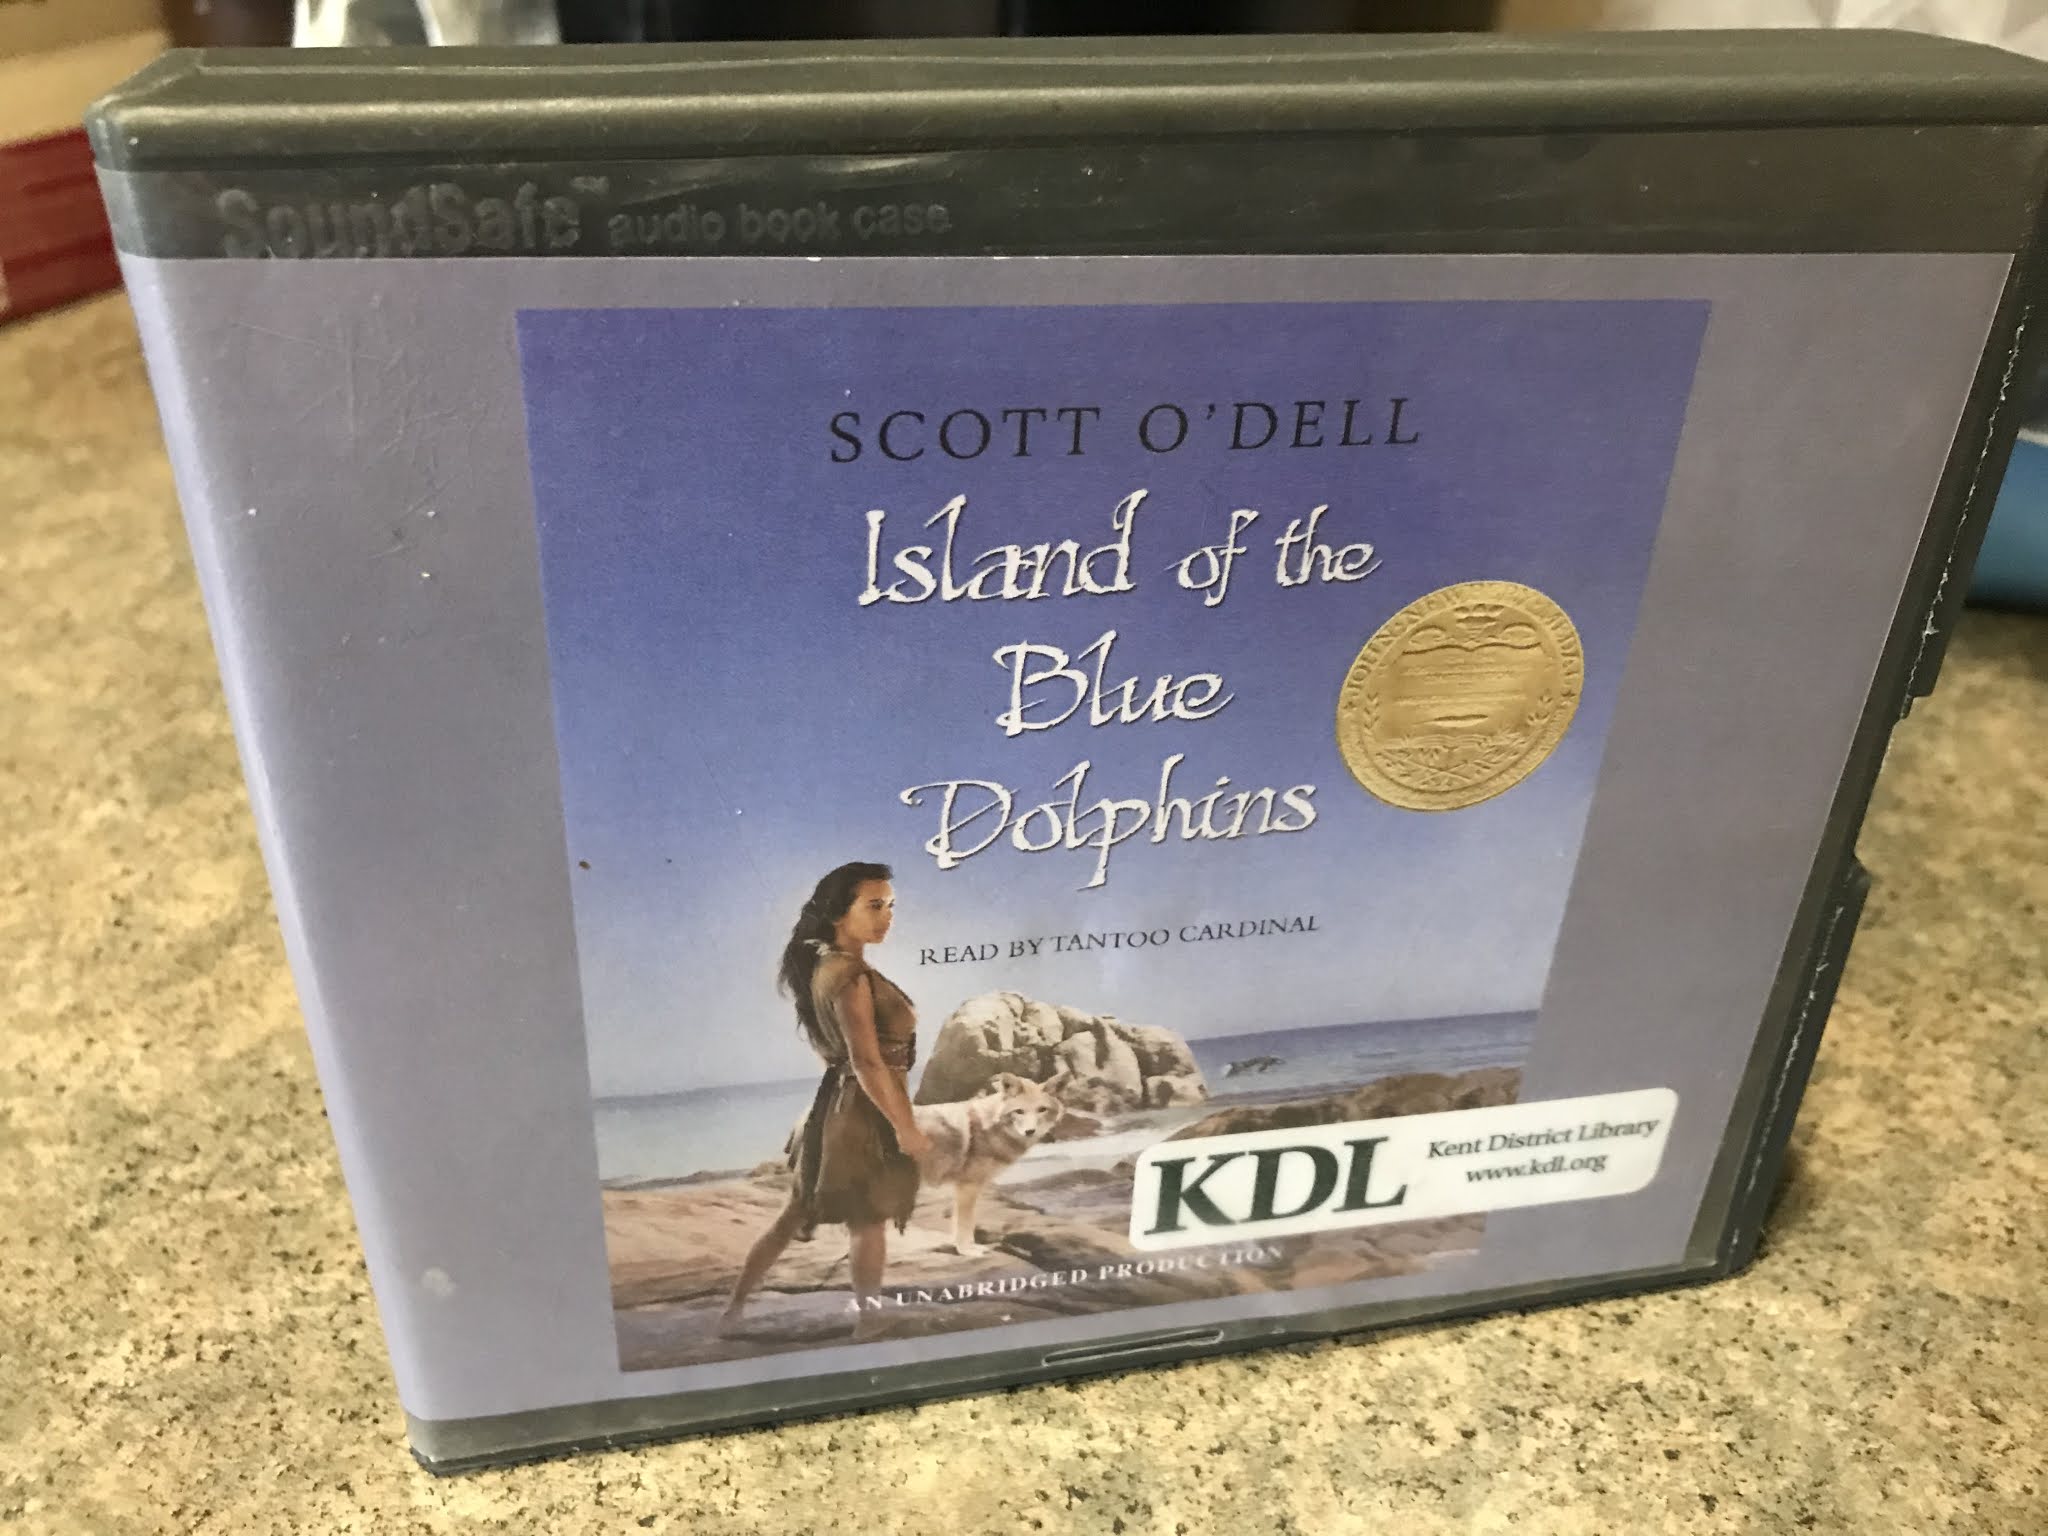 SoundSafe℠ audio book case
SCOTT O'DELL
Island of the
Blue
Dolphins
READ BY TANTOO CARDINAL
KDL
Kent District Library
www.kdl.org
AN UNABRIDGED PRODUCTION